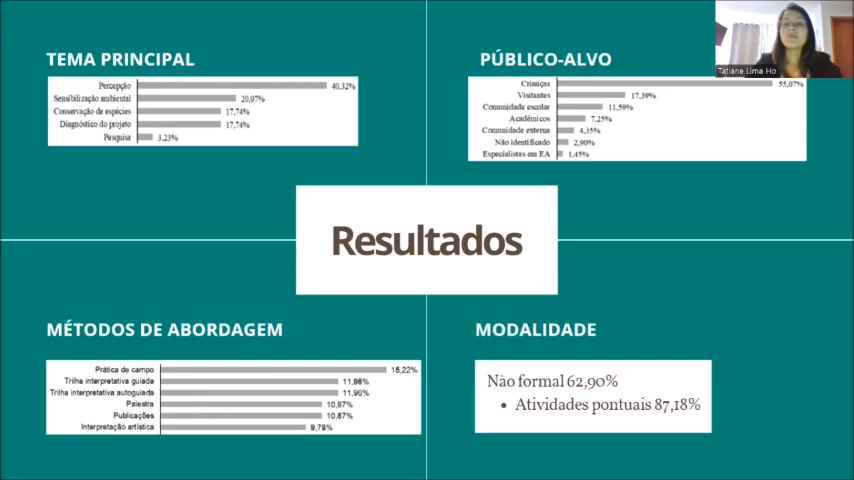 TEMA PRINCIPAL
Percepção 40,32%
Sensibilização ambiental 20,97%
Conservação de espécies 17,74%
Diagnóstico do projeto 17,74%
Pesquisa 3,23%
PÚBLICO-ALVO
Tatiane Lima Ho
Crianças 55,07%
Visitantes 17,39%
Comunidade escolar 11,59%
Acadêmicos 7,25%
Comunidade externa 4,35%
Não identificado 2,90%
Especialistas em EA 1,45%
Resultados
MÉTODOS DE ABORDAGEM
Prática de campo 15,22%
Trilha interpretativa guiada 11,96%
Trilha interpretativa autoguiada 11,96%
Palestra 10,87%
Publicações 10,87%
Interpretação artística 9,78%
MODALIDADE
Não formal 62,90%
• Atividades pontuais 87,18%